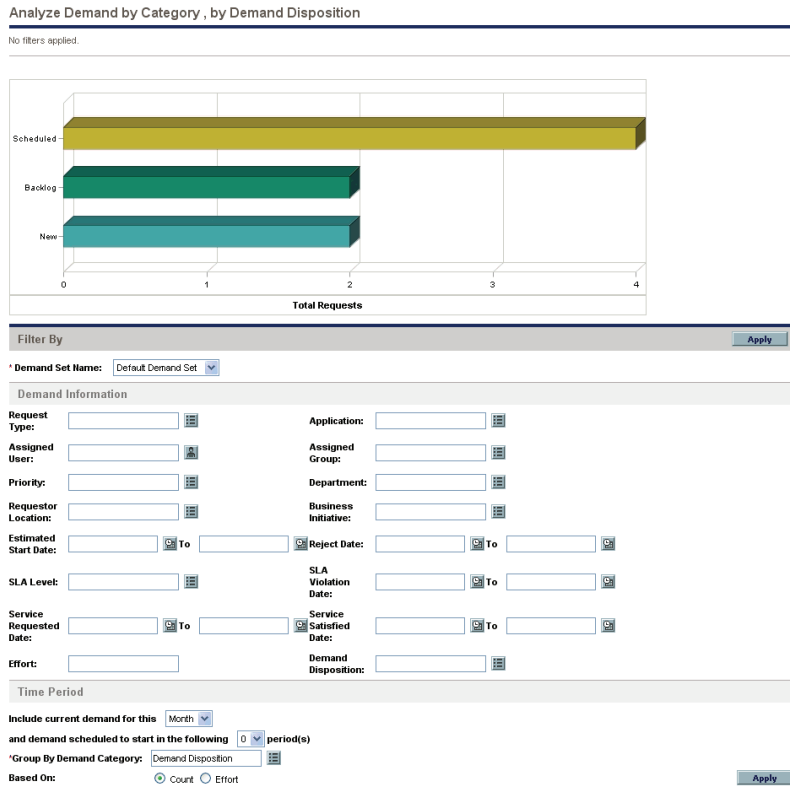 Analyze Demand by Category , by Demand Disposition
No filters applied.
Scheduled
Backlog
New
0 1 2 3 4
Total Requests
Filter By Apply
* Demand Set Name: Default Demand Set
Demand Information
Request Type: Application:
Assigned User: Assigned Group:
Priority: Department:
Requestor Location: Business Initiative:
Estimated Start Date: To Reject Date: To
SLA Level: SLA Violation Date: To
Service Requested Date: To Service Satisfied Date: To
Effort: Demand Disposition:
Time Period
Include current demand for this Month
and demand scheduled to start in the following 0 period(s)
*Group By Demand Category: Demand Disposition
Based On: Count Effort Apply